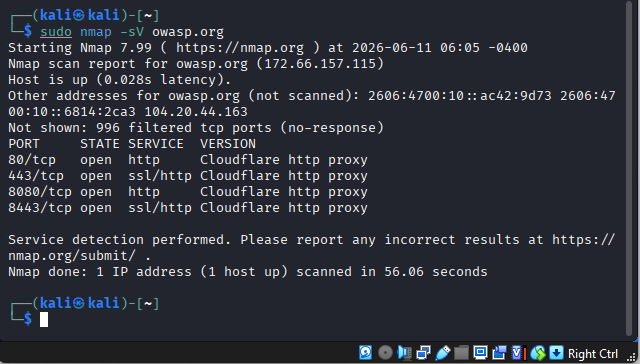 ┌──(kali㉿kali)-[~]
└─$ sudo nmap -sV owasp.org
Starting Nmap 7.99 ( https://nmap.org ) at 2026-06-11 06:05 -0400
Nmap scan report for owasp.org (172.66.157.115)
Host is up (0.028s latency).
Other addresses for owasp.org (not scanned): 2606:4700:10::ac42:9d73 2606:47
00:10::6814:2ca3 104.20.44.163
Not shown: 996 filtered tcp ports (no-response)
PORT     STATE SERVICE  VERSION
80/tcp   open  http     Cloudflare http proxy
443/tcp  open  ssl/http Cloudflare http proxy
8080/tcp open  http     Cloudflare http proxy
8443/tcp open  ssl/http Cloudflare http proxy
Service detection performed. Please report any incorrect results at https://
nmap.org/submit/ .
Nmap done: 1 IP address (1 host up) scanned in 56.06 seconds
┌──(kali㉿kali)-[~]
└─$
Right Ctrl